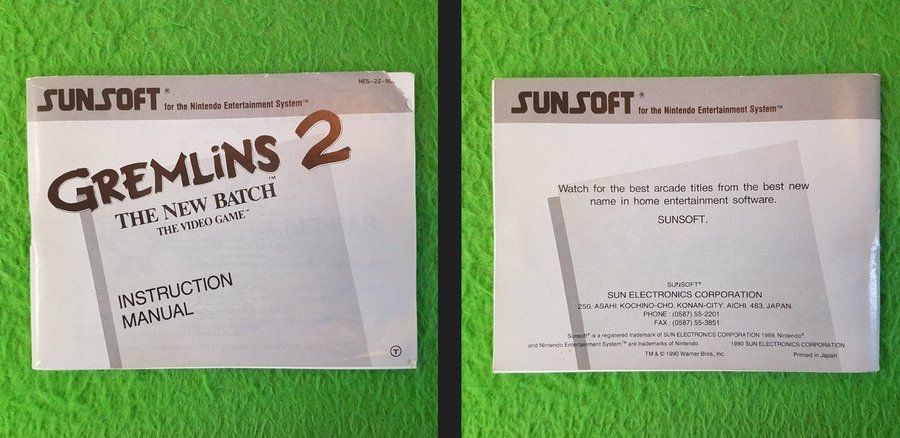 NES-2Z-
SUNSOFT® for the Nintendo Entertainment System™
GREMLINS 2™
THE NEW BATCH
THE VIDEO GAME™
INSTRUCTION
MANUAL
T
SUNSOFT® for the Nintendo Entertainment System™
Watch for the best arcade titles from the best new
name in home entertainment software.
SUNSOFT.
SUNSOFT®
SUN ELECTRONICS CORPORATION
250. ASAHI. KOCHINO-CHO. KONAN-CITY. AICHI. 483. JAPAN.
PHONE : (0587) 55-2201
FAX : (0587) 55-3851
Sunsoft® is a registered trademark of SUN ELECTRONICS CORPORATION 1989. Nintendo®
and Nintendo Entertainment System™ are trademarks of Nintendo. 1990 SUN ELECTRONICS CORPORATION
TM & © 1990 Warner Bros., Inc. Printed in Japan